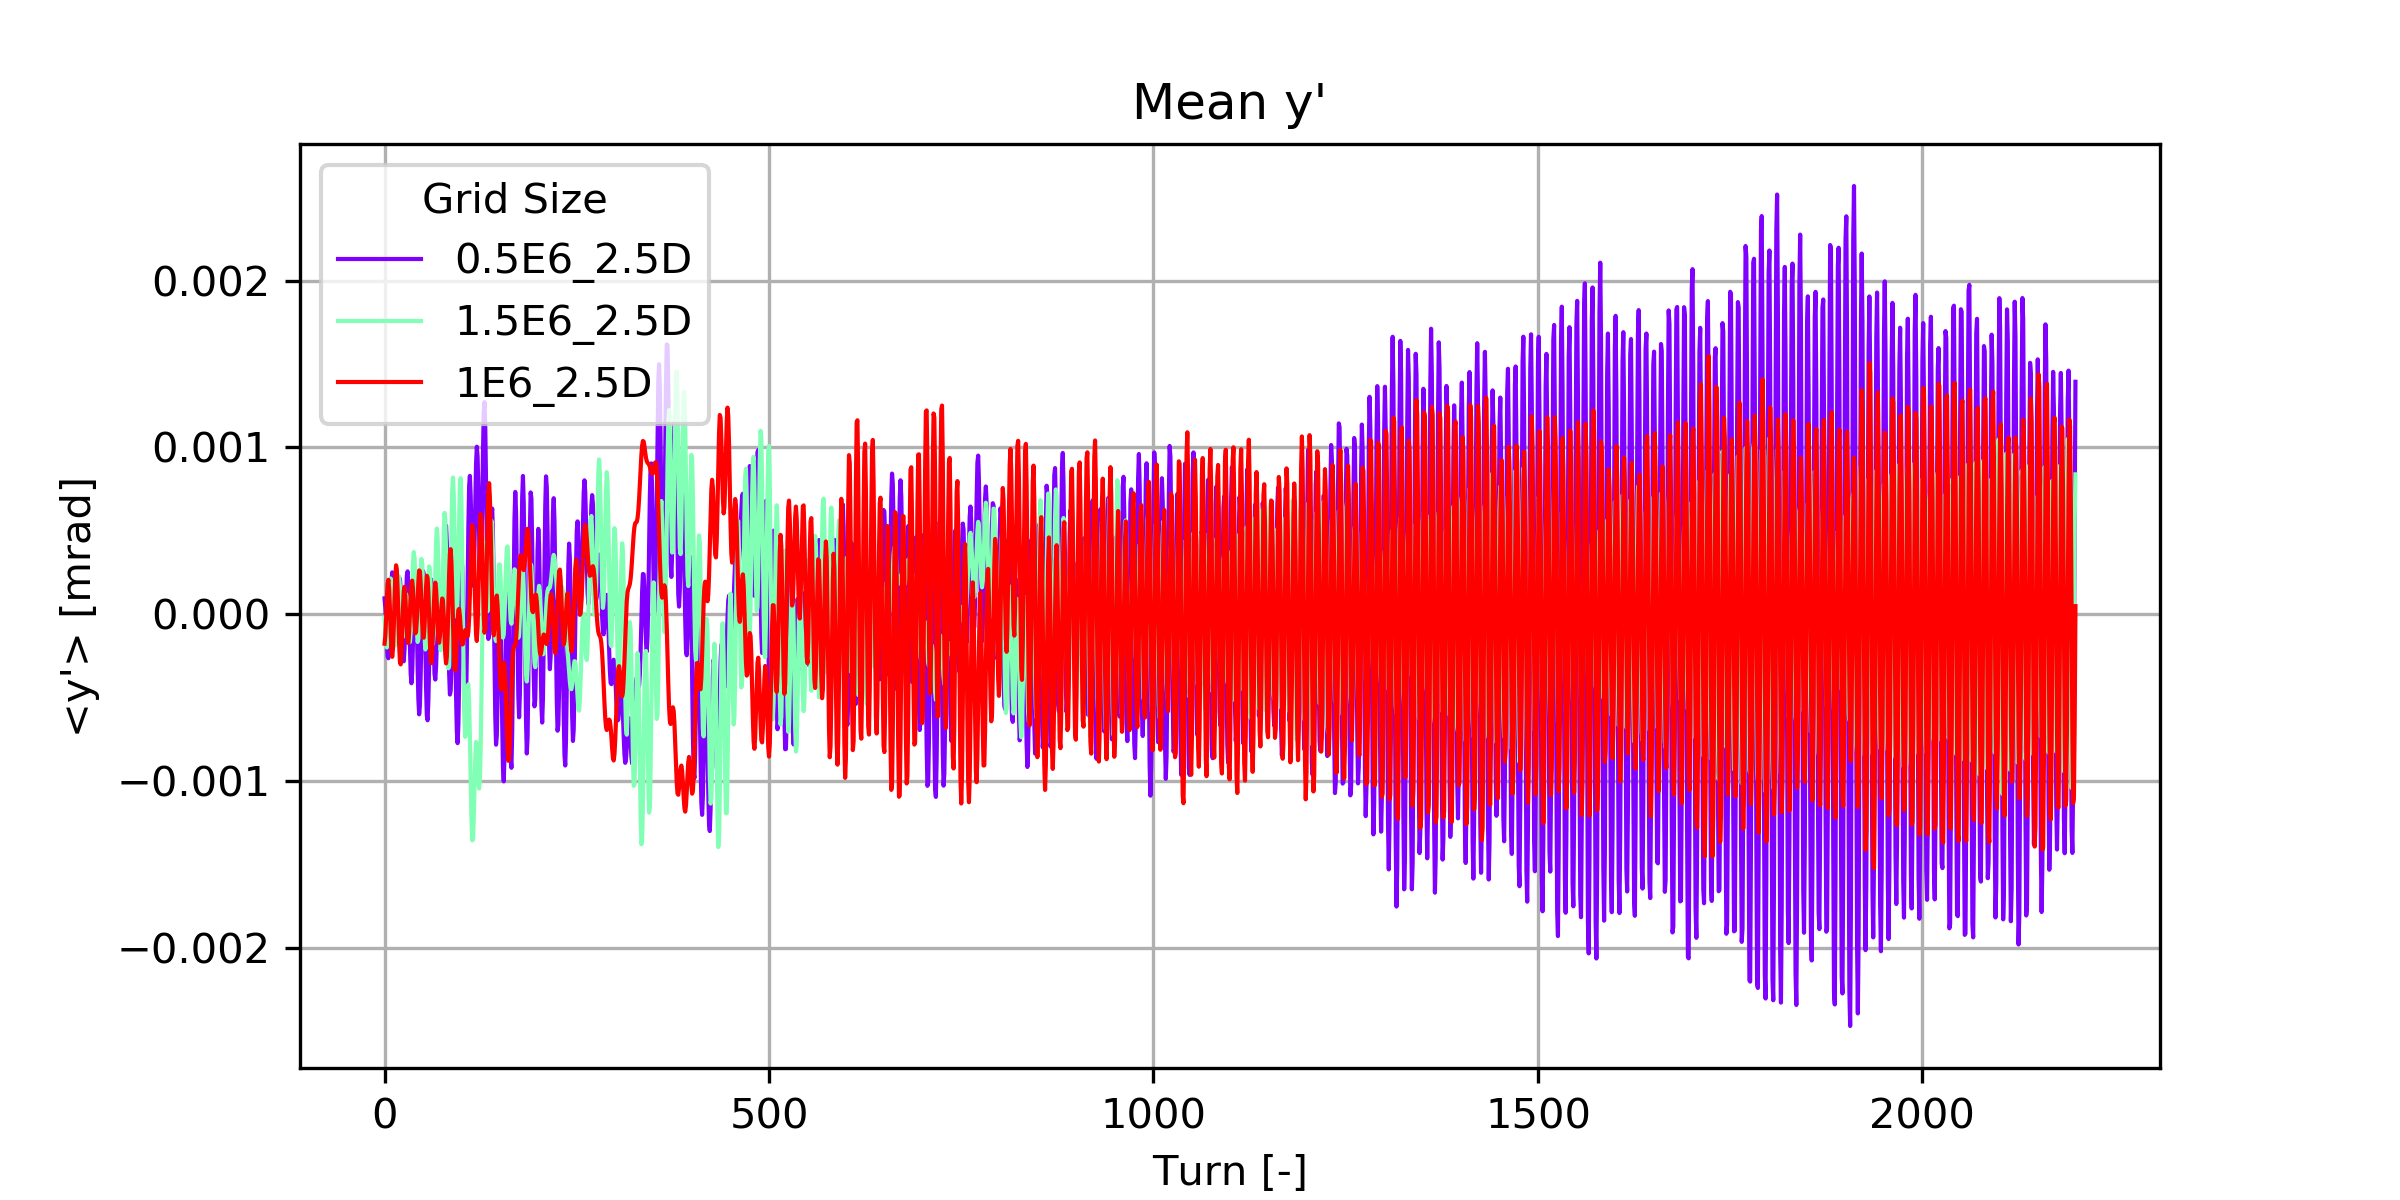 Mean y'
Grid Size
0.5E6_2.5D
1.5E6_2.5D
1E6_2.5D
<y'> [mrad]
0.002
0.001
0.000
−0.001
−0.002
0 500 1000 1500 2000
Turn [-]